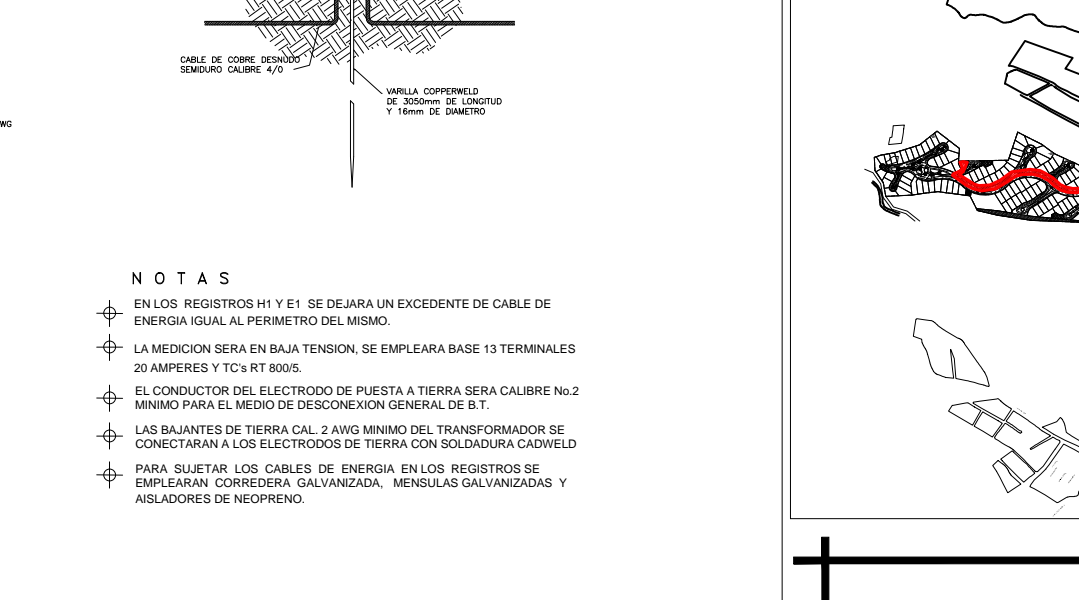 CABLE DE COBRE DESNUDO
SEMIDURO CALIBRE 4/0
VARILLA COPPERWELD
DE 3050mm DE LONGITUD
Y 16mm DE DIAMETRO
WG
N O T A S
EN LOS REGISTROS H1 Y E1 SE DEJARA UN EXCEDENTE DE CABLE DE
ENERGIA IGUAL AL PERIMETRO DEL MISMO.
LA MEDICION SERA EN BAJA TENSION, SE EMPLEARA BASE 13 TERMINALES
20 AMPERES Y TC's RT 800/5.
EL CONDUCTOR DEL ELECTRODO DE PUESTA A TIERRA SERA CALIBRE No.2
MINIMO PARA EL MEDIO DE DESCONEXION GENERAL DE B.T.
LAS BAJANTES DE TIERRA CAL. 2 AWG MINIMO DEL TRANSFORMADOR SE
CONECTARAN A LOS ELECTRODOS DE TIERRA CON SOLDADURA CADWELD
PARA SUJETAR LOS CABLES DE ENERGIA EN LOS REGISTROS SE
EMPLEARAN CORREDERA GALVANIZADA, MENSULAS GALVANIZADAS Y
AISLADORES DE NEOPRENO.